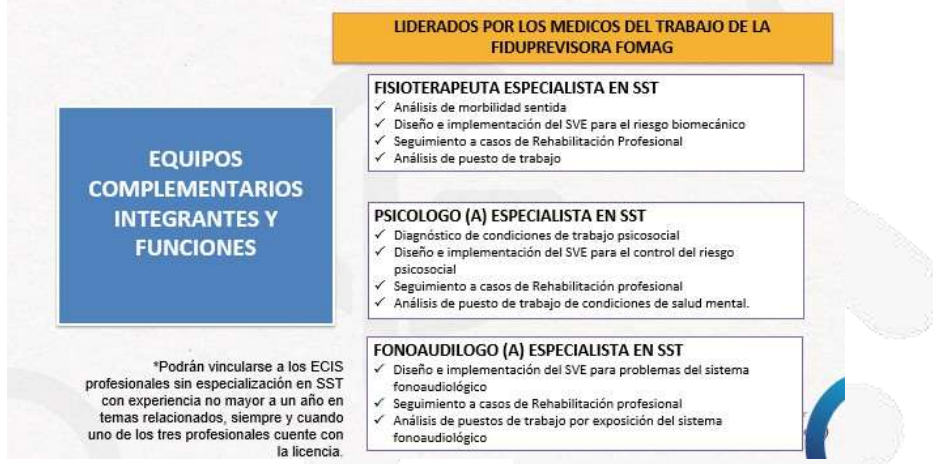 LIDERADOS POR LOS MEDICOS DEL TRABAJO DE LA
FIDUPREVISORA FOMAG
EQUIPOS
COMPLEMENTARIOS
INTEGRANTES Y
FUNCIONES
FISIOTERAPEUTA ESPECIALISTA EN SST
✓ Análisis de morbilidad sentida
✓ Diseño e implementación del SVE para el riesgo biomecánico
✓ Seguimiento a casos de Rehabilitación Profesional
✓ Análisis de puesto de trabajo
PSICOLOGO (A) ESPECIALISTA EN SST
✓ Diagnóstico de condiciones de trabajo psicosocial
✓ Diseño e implementación del SVE para el control del riesgo
psicosocial
✓ Seguimiento a casos de Rehabilitación profesional
✓ Análisis de puesto de trabajo de condiciones de salud mental.
FONOAUDILOGO (A) ESPECIALISTA EN SST
✓ Diseño e implementación del SVE para problemas del sistema
fonoaudiológico
✓ Seguimiento a casos de Rehabilitación profesional
✓ Análisis de puestos de trabajo por exposición del sistema
fonoaudiológico
*Podrán vincularse a los ECIS
profesionales sin especialización en SST
con experiencia no mayor a un año en
temas relacionados, siempre y cuando
uno de los tres profesionales cuente con
la licencia.